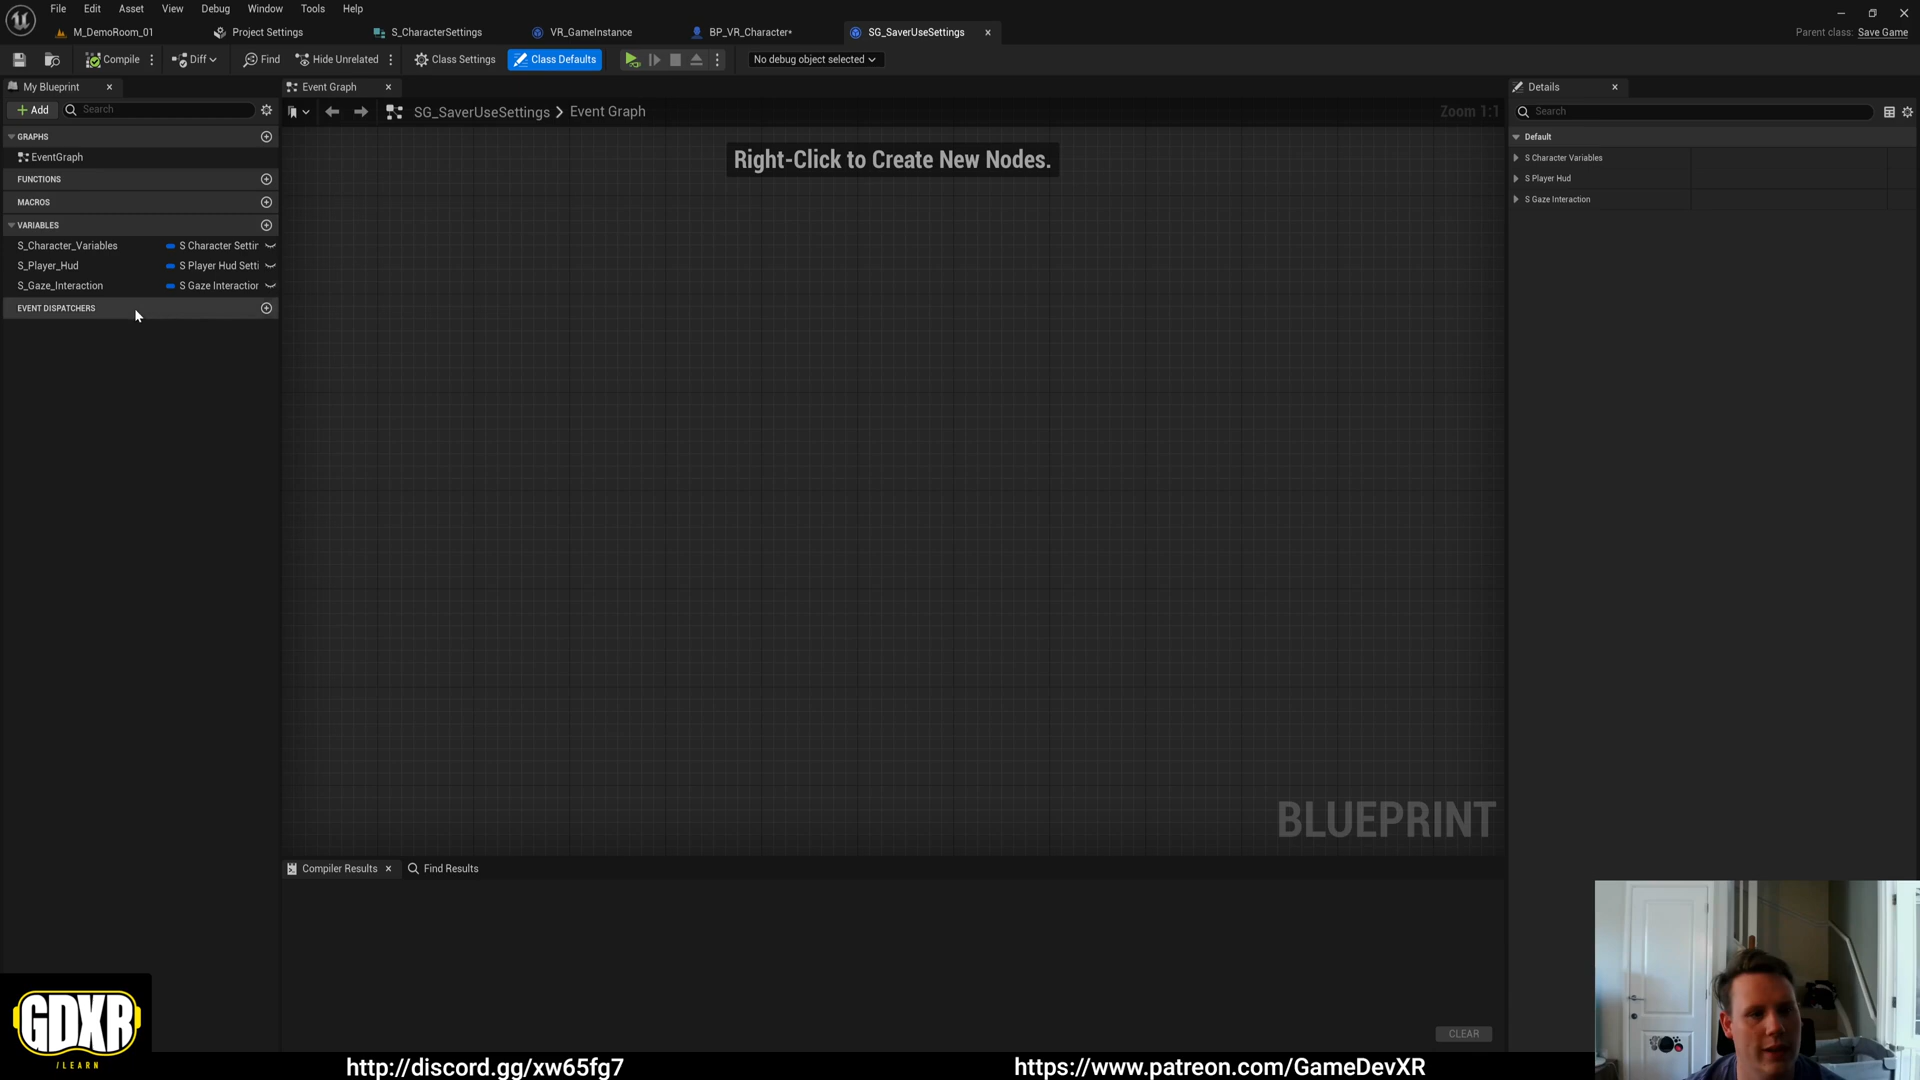 File Edit Asset View Debug Window Tools Help
M_DemoRoom_01 Project Settings S_CharacterSettings VR_GameInstance BP_VR_Character* SG_SaverUseSettings Parent class: Save Game
Compile Diff Find Hide Unrelated Class Settings Class Defaults No debug object selected
My Blueprint
Event Graph
Details
Add Search
SG_SaverUseSettings > Event Graph
Zoom 1:1
Search
GRAPHS
EventGraph
FUNCTIONS
MACROS
VARIABLES
S_Character_Variables S Character Settin
S_Player_Hud S Player Hud Setti
S_Gaze_Interaction S Gaze Interaction
EVENT DISPATCHERS
Right-Click to Create New Nodes.
Default
S Character Variables
S Player Hud
S Gaze Interaction
BLUEPRINT
Compiler Results Find Results
CLEAR
GDXR
/LEARN
http://discord.gg/xw65fg7
https://www.patreon.com/GameDevXR